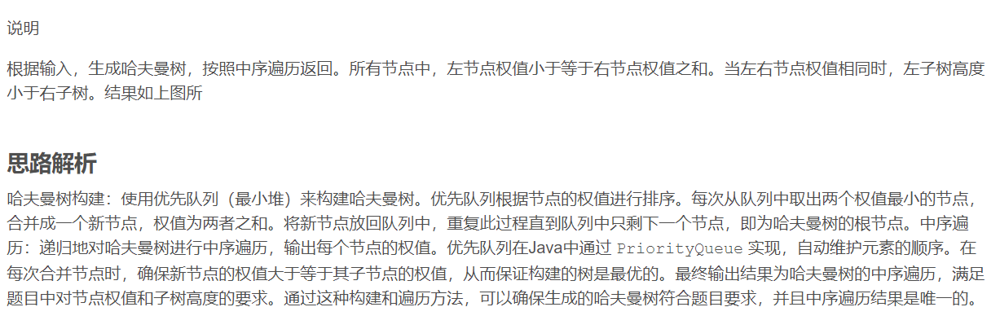 说明
根据输入，生成哈夫曼树，按照中序遍历返回。所有节点中，左节点权值小于等于右节点权值之和。当左右节点权值相同时，左子树高度
小于右子树。结果如上图所
思路解析
哈夫曼树构建：使用优先队列（最小堆）来构建哈夫曼树。优先队列根据节点的权值进行排序。每次从队列中取出两个权值最小的节点，
合并成一个新节点，权值为两者之和。将新节点放回队列中，重复此过程直到队列中只剩下一个节点，即为哈夫曼树的根节点。中序遍
历：递归地对哈夫曼树进行中序遍历，输出每个节点的权值。优先队列在Java中通过 PriorityQueue 实现，自动维护元素的顺序。在
每次合并节点时，确保新节点的权值大于等于其子节点的权值，从而保证构建的树是最优的。最终输出结果为哈夫曼树的中序遍历，满足
题目中对节点权值和子树高度的要求。通过这种构建和遍历方法，可以确保生成的哈夫曼树符合题目要求，并且中序遍历结果是唯一的。